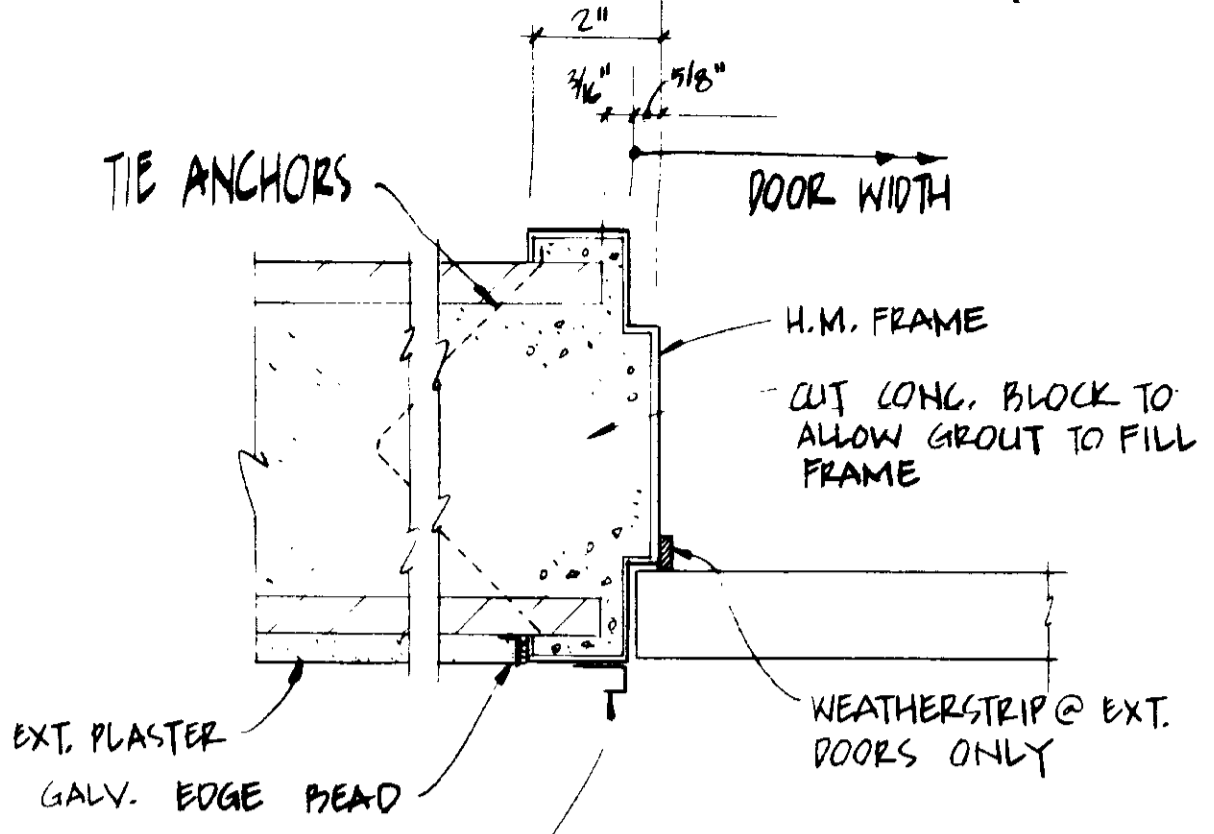 2"
3/16" 5/8"
TIE ANCHORS
DOOR WIDTH
H.M. FRAME
CUT CONC. BLOCK TO
ALLOW GROUT TO FILL
FRAME
WEATHERSTRIP @ EXT.
DOORS ONLY
EXT. PLASTER
GALV. EDGE BEAD